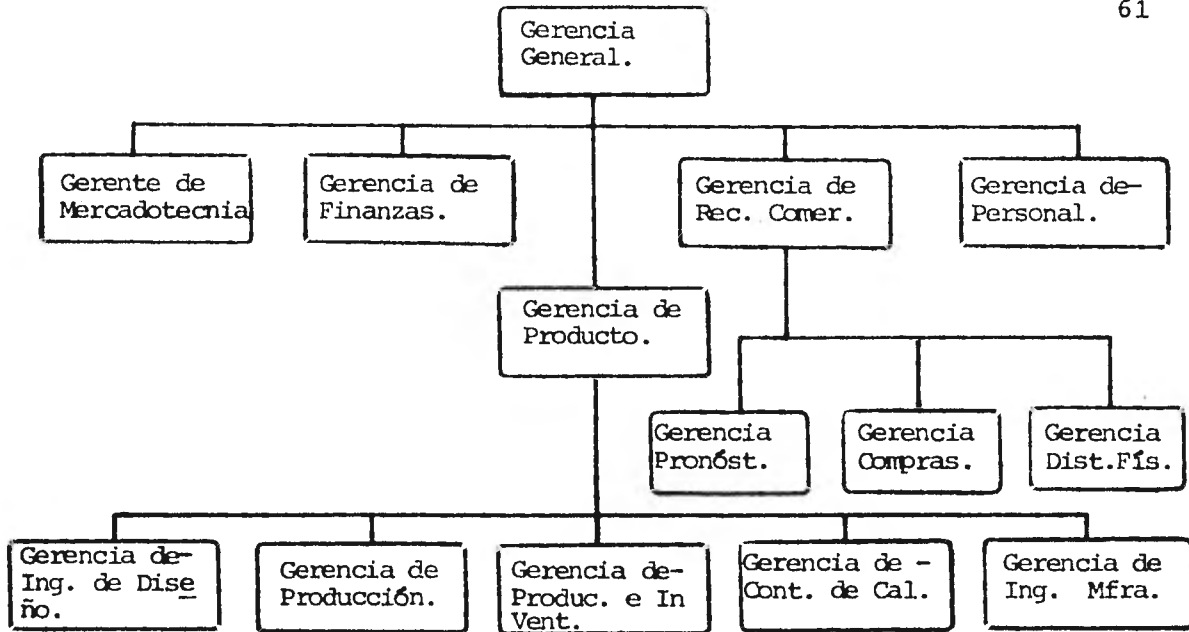 61
Gerencia
General.
Gerente de
Mercadotecnia
Gerencia de
Finanzas.
Gerencia de
Rec. Comer.
Gerencia de-
Personal.
Gerencia de
Producto.
Gerencia
Pronóst.
Gerencia
Compras.
Gerencia
Dist.Fís.
Gerencia de-
Ing. de Dise
ño.
Gerencia de
Producción.
Gerencia de-
Produc. e In
Vent.
Gerencia de -
Cont. de Cal.
Gerencia de
Ing. Mfra.